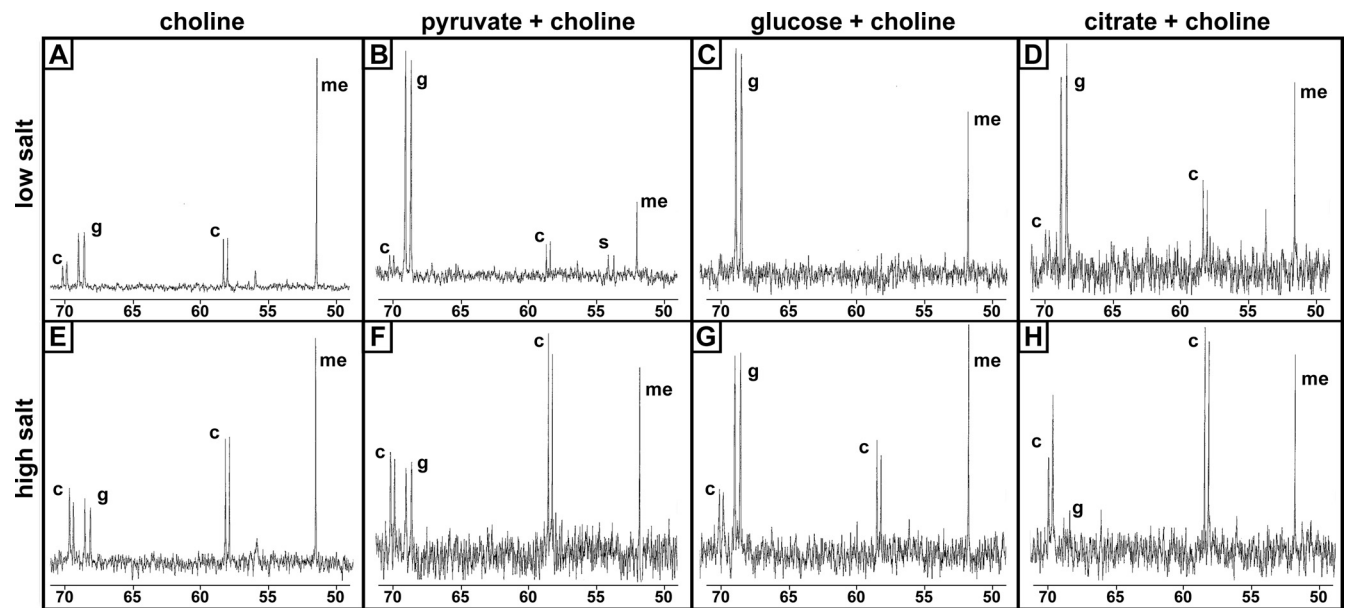 choline pyruvate + choline glucose + choline citrate + choline
low salt
A
c g c me
70 65 60 55 50
B
c g c s me
70 65 60 55 50
C
g me
70 65 60 55 50
D
c g c me
70 65 60 55 50
high salt
E
c g c me
70 65 60 55 50
F
c g c me
70 65 60 55 50
G
c g c me
70 65 60 55 50
H
c g c me
70 65 60 55 50